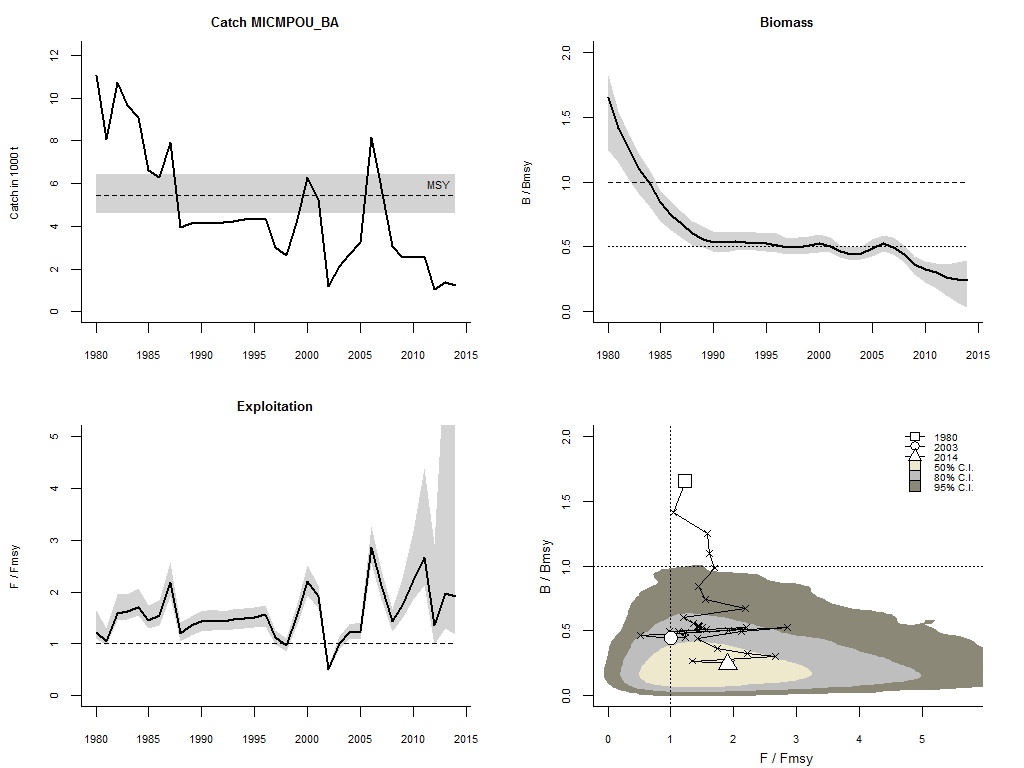 Catch MICMPOU_BA
Catch in 1000 t
12
10
8
6
4
2
0
MSY
1980 1985 1990 1995 2000 2005 2010 2015
Biomass
B / Bmsy
2.0
1.5
1.0
0.5
0.0
1980 1985 1990 1995 2000 2005 2010 2015
Exploitation
F / Fmsy
5
4
3
2
1
0
1980 1985 1990 1995 2000 2005 2010 2015
B / Bmsy
2.0
1.5
1.0
0.5
0.0
1980
2003
2014
50% C.I.
80% C.I.
95% C.I.
0 1 2 3 4 5
F / Fmsy